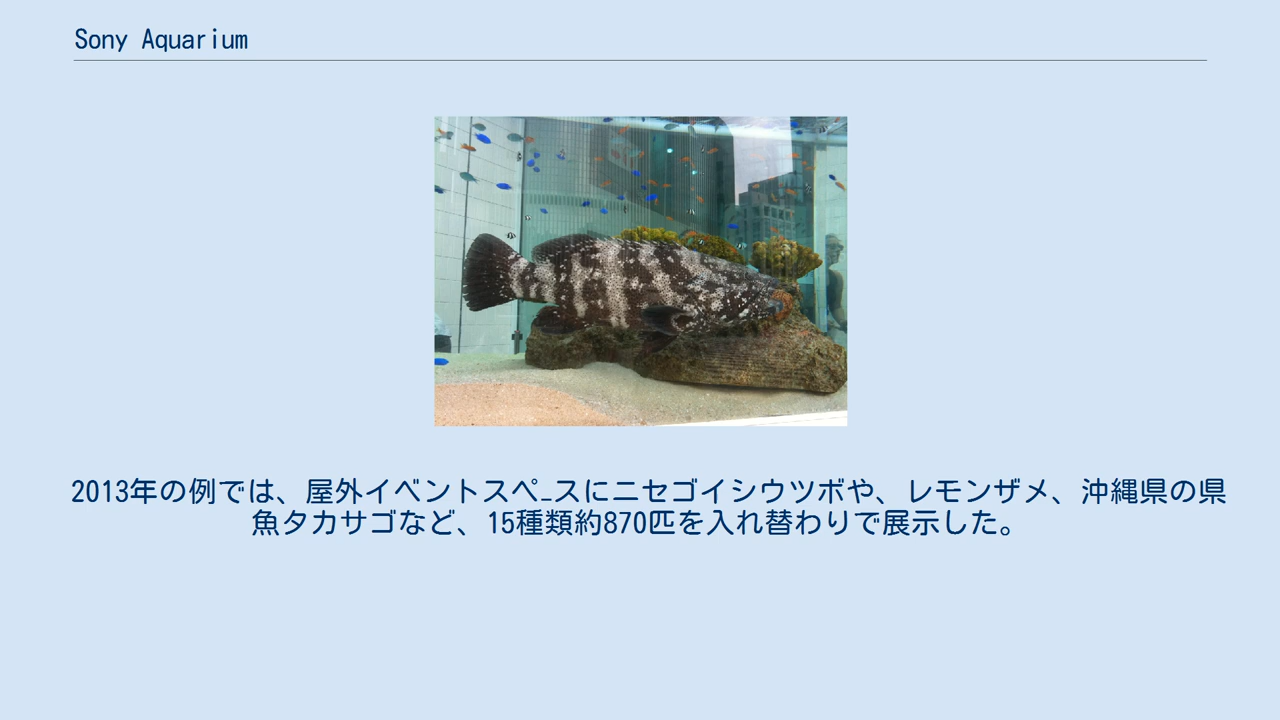 Sony Aquarium
2013年の例では、屋外イベントスペースにニセゴイシウツボや、レモンザメ、沖縄県の県
魚タカサゴなど、15種類約870匹を入れ替わりで展示した。